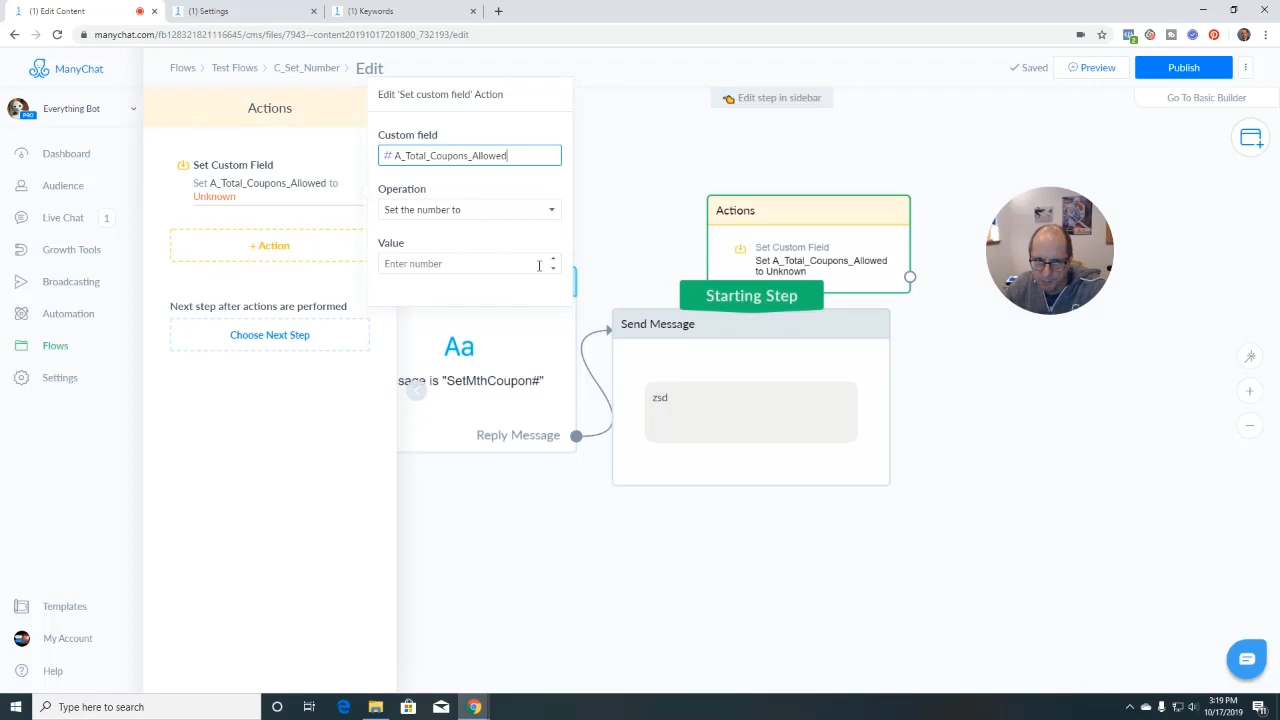 (1) Edit Content
(1) Settings
(1) Keywords
manychat.com/fb128321821116645/cms/files/7943--content20191017201800_732193/edit
2
ManyChat
Flows > Test Flows > C_Set_Number > Edit
Saved
Preview
Publish
Everything Bot
PRO
Actions
Edit 'Set custom field' Action
Edit step in sidebar
Go To Basic Builder
Dashboard
Audience
Live Chat 1
Growth Tools
Broadcasting
Automation
Flows
Settings
Set Custom Field
Set A_Total_Coupons_Allowed to
Unknown
+ Action
Next step after actions are performed
Choose Next Step
Custom field
# A_Total_Coupons_Allowed
Operation
Set the number to
Value
Enter number
Actions
Set Custom Field
Set A_Total_Coupons_Allowed
to Unknown
Starting Step
Send Message
zsd
Aa
sage is "SetMthCoupon#"
Reply Message
Templates
My Account
Help
Type here to search
3:19 PM
10/17/2019